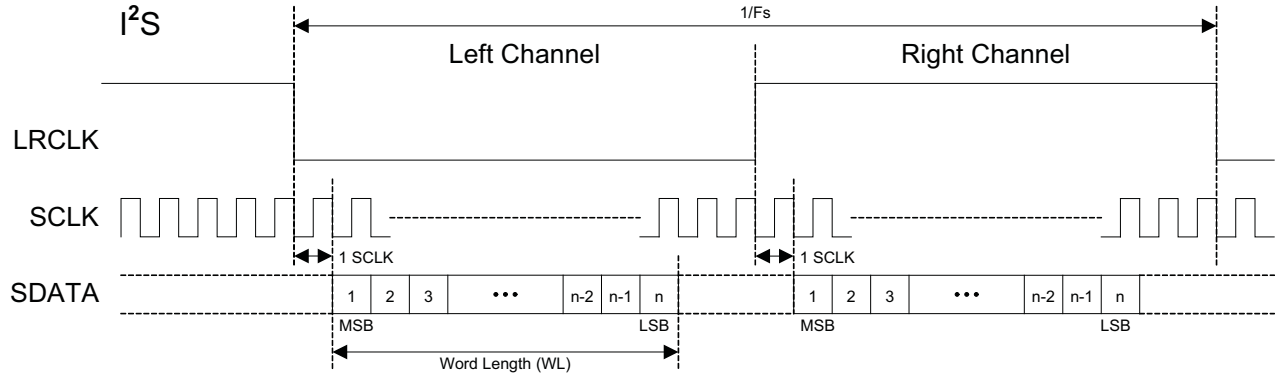 I²S
1/Fs
Left Channel Right Channel
LRCLK
SCLK
1 SCLK 1 SCLK
SDATA 1 2 3 ••• n-2 n-1 n 1 2 3 ••• n-2 n-1 n
MSB LSB MSB LSB
Word Length (WL)